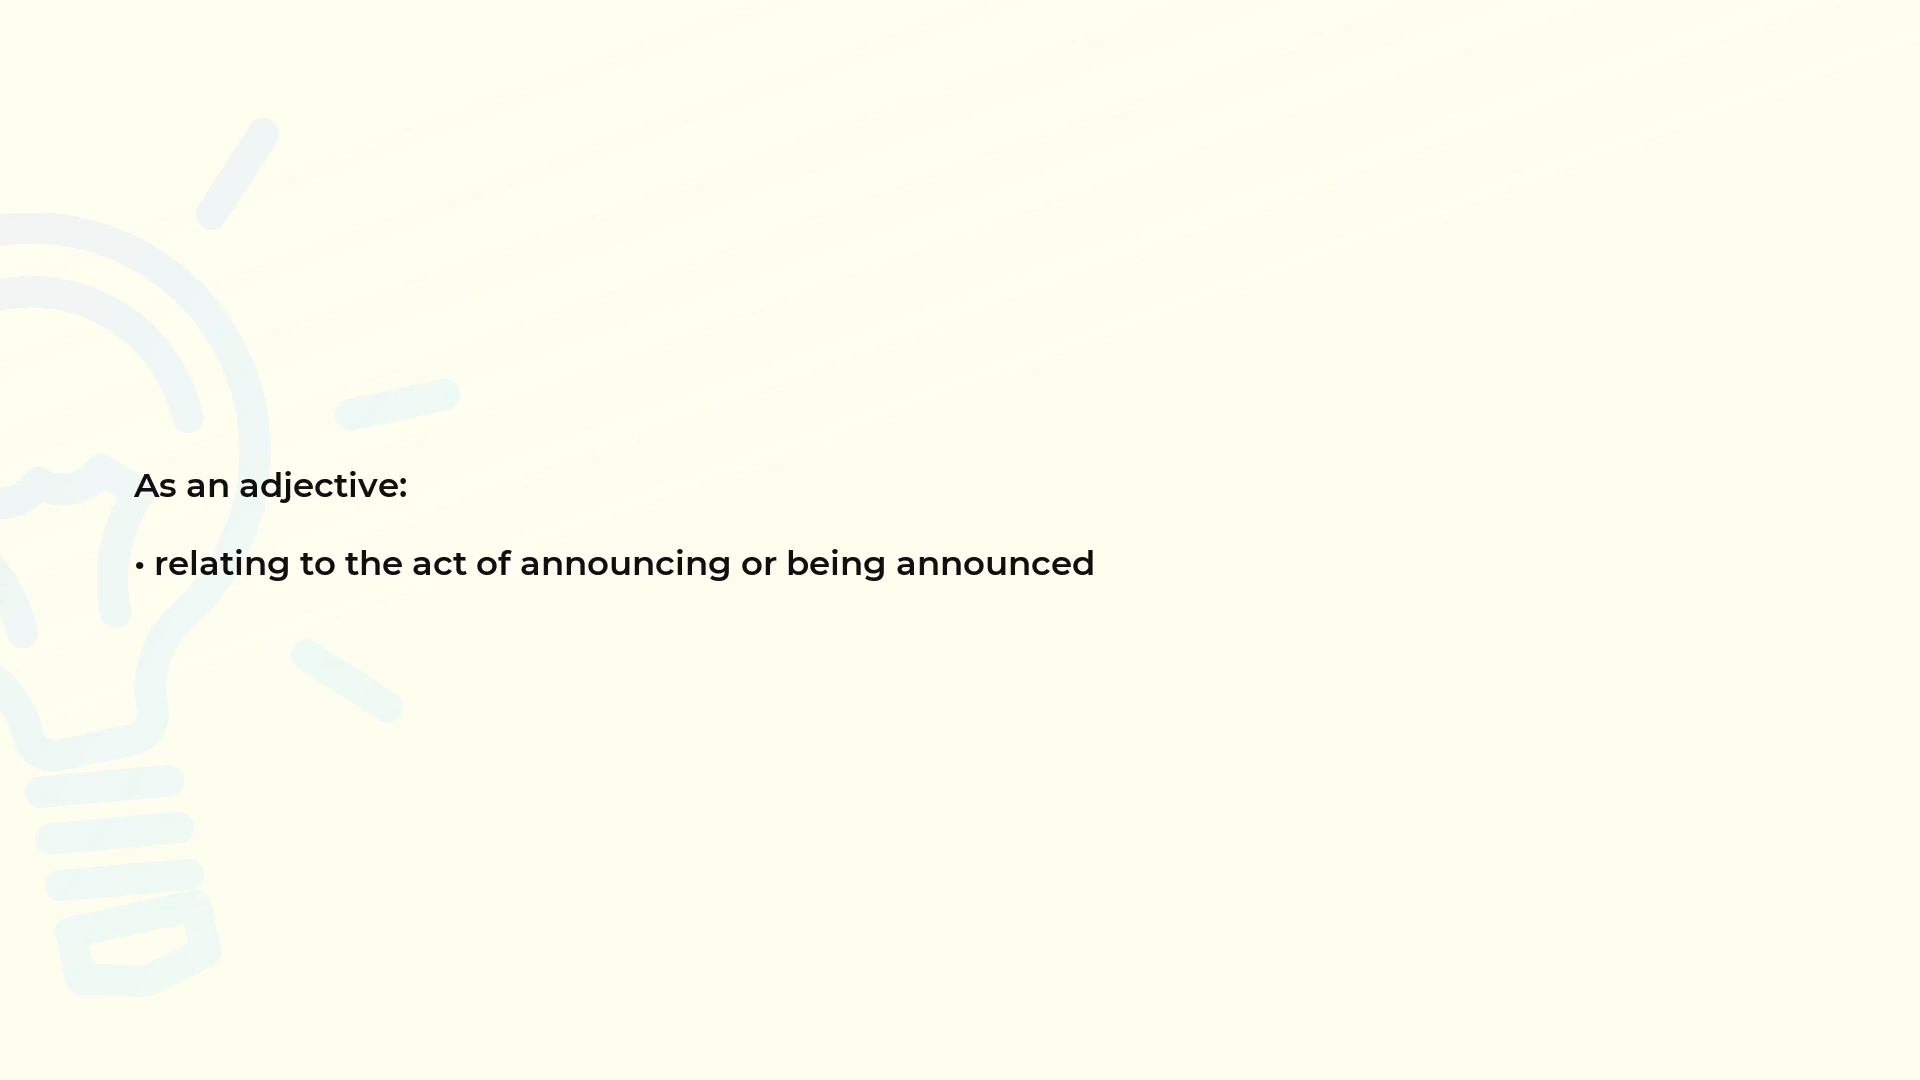 As an adjective:
• relating to the act of announcing or being announced